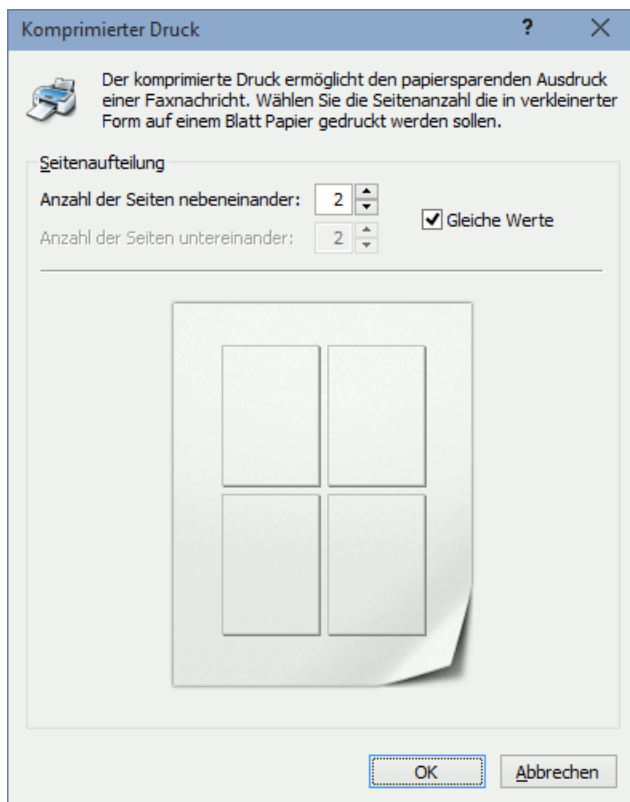 Komprimierter Druck
?
Der komprimierte Druck ermöglicht den papiersparenden Ausdruck
einer Faxnachricht. Wählen Sie die Seitenanzahl die in verkleinerter
Form auf einem Blatt Papier gedruckt werden sollen.
Seitenaufteilung
Anzahl der Seiten nebeneinander: 2
Gleiche Werte
Anzahl der Seiten untereinander: 2
OK Abbrechen